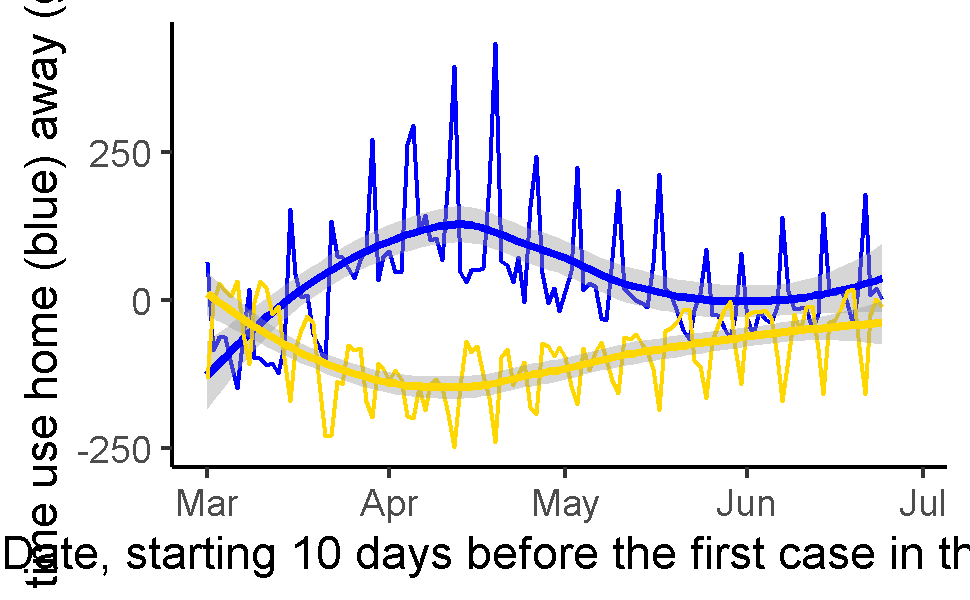 time use home (blue) away (
250
0
-250
Mar Apr May Jun Jul
Date, starting 10 days before the first case in th